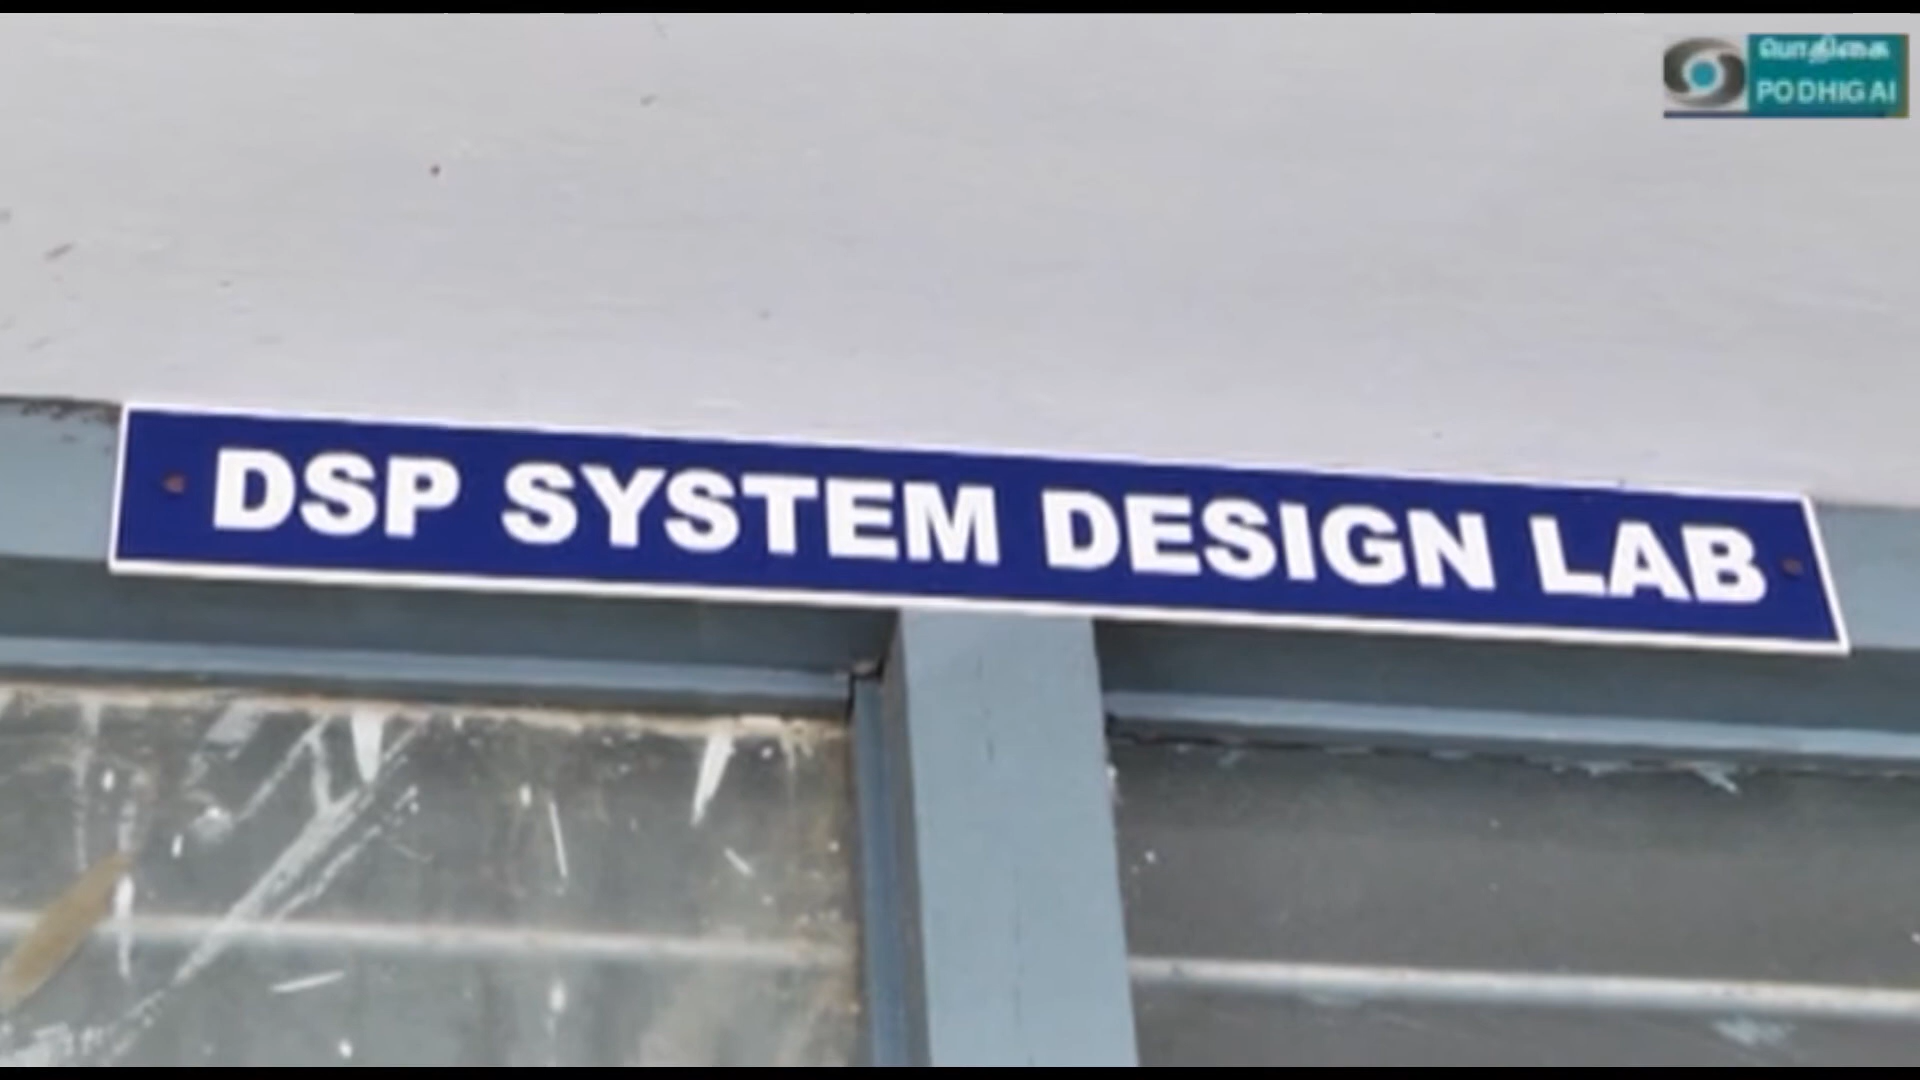 பொதிகை
PODHIGAI
DSP SYSTEM DESIGN LAB